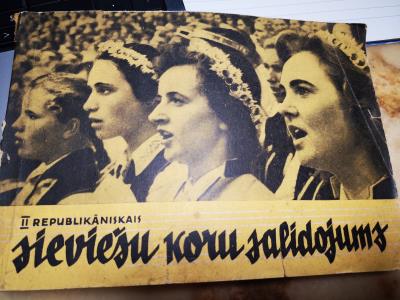 II REPUBLIKĀNISKAIS
sieviešu koru salidojums